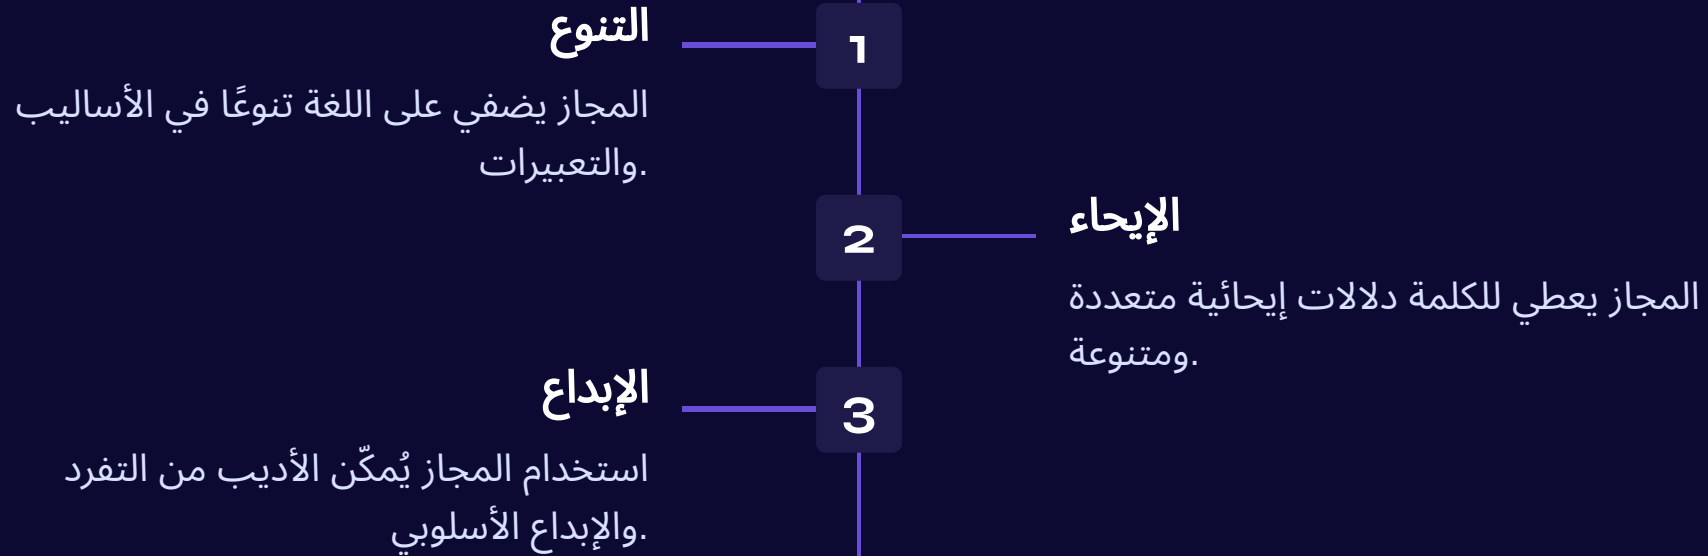 1
التنوع
المجاز يضفي على اللغة تنوعًا في الأساليب
والتعبيرات.
2
الإيحاء
المجاز يعطي للكلمة دلالات إيحائية متعددة
ومتنوعة.
3
الإبداع
استخدام المجاز يُمكّن الأديب من التفرد
والإبداع الأسلوبي.